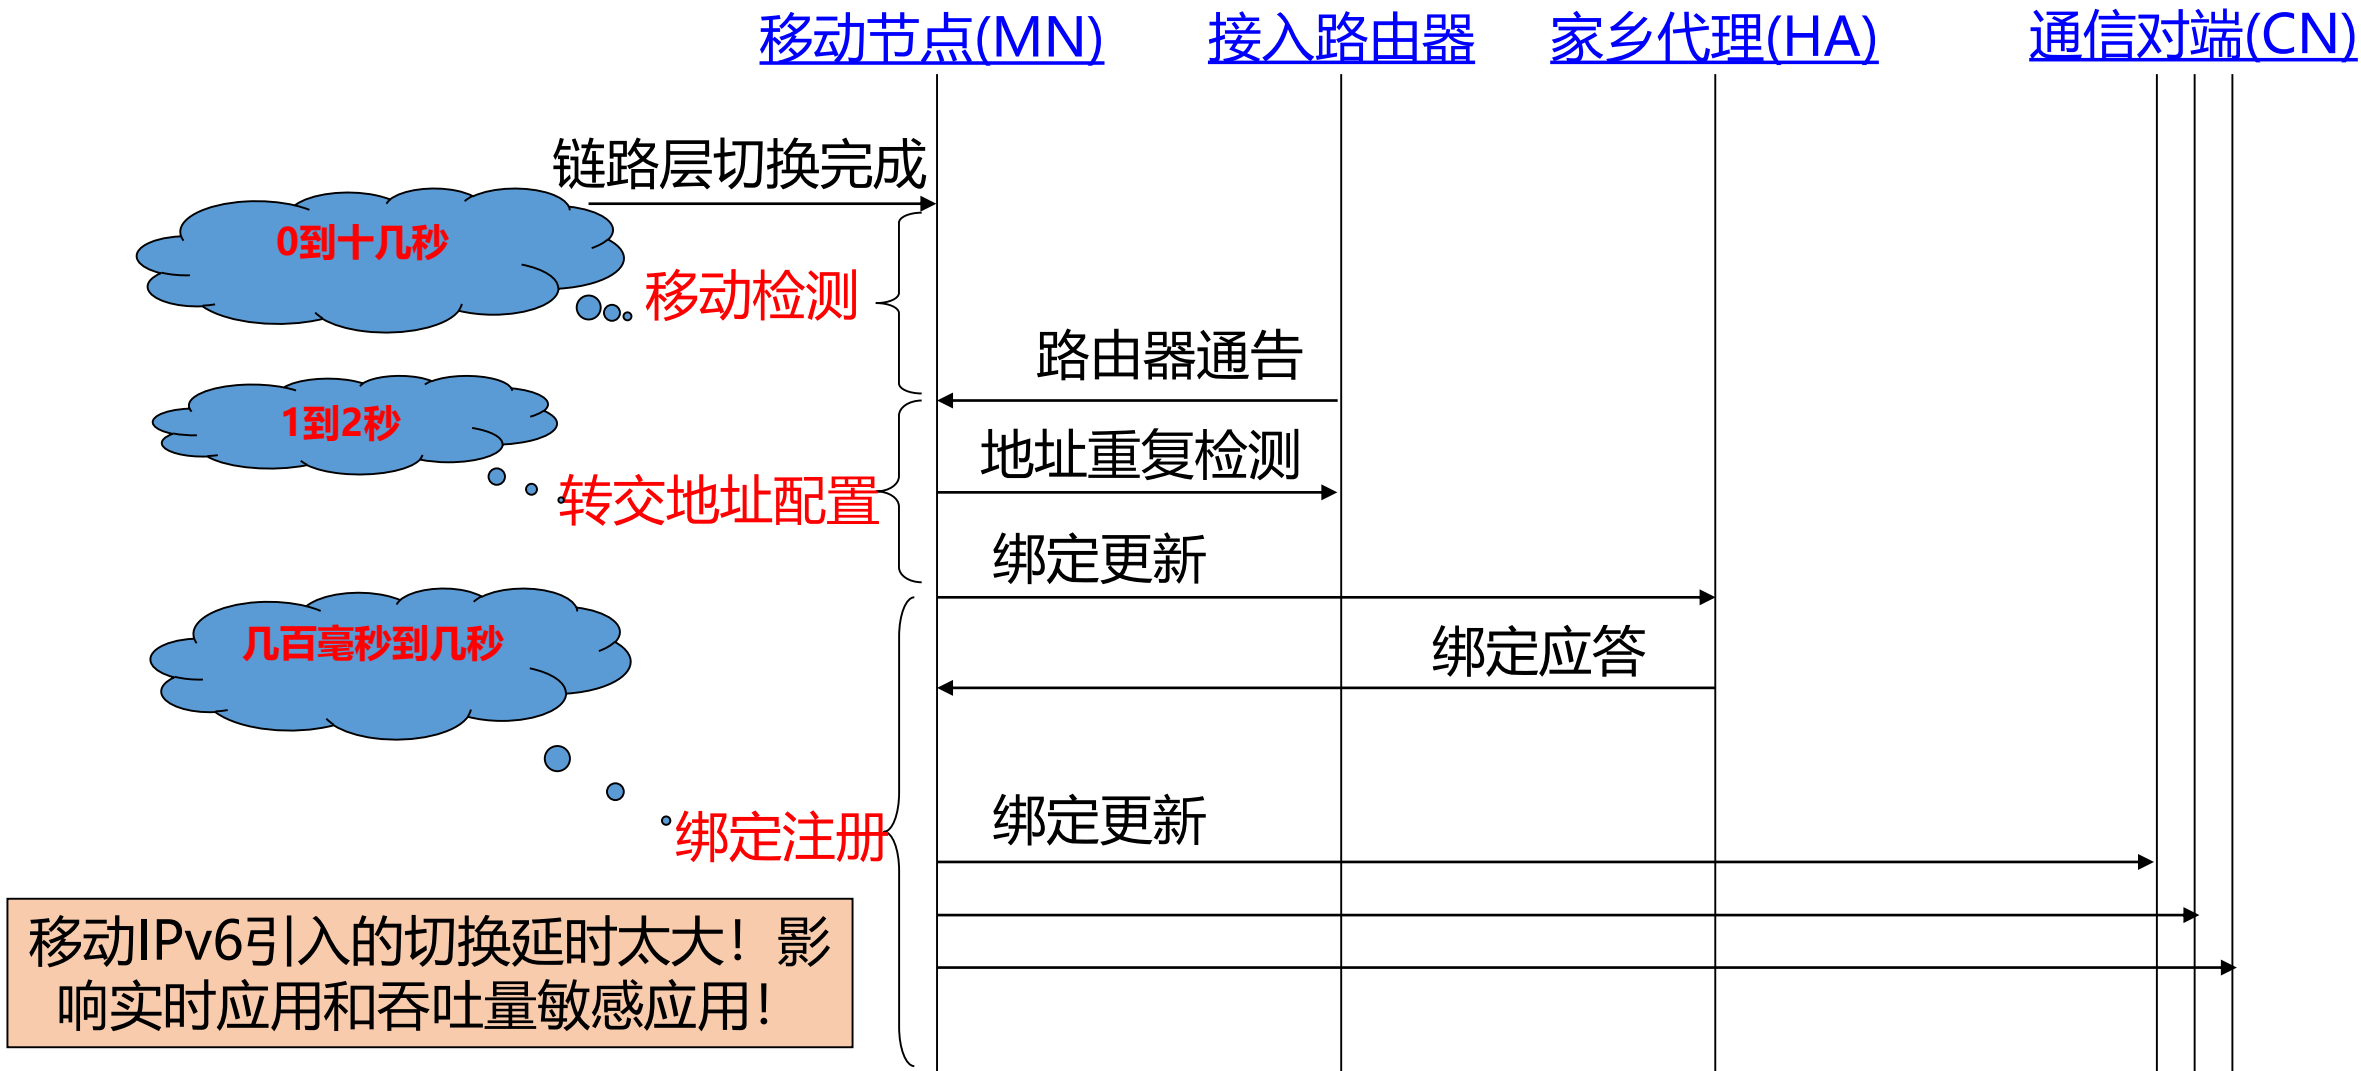 移动节点(MN)
接入路由器
家乡代理(HA)
通信对端(CN)
链路层切换完成
0到十几秒
移动检测
路由器通告
1到2秒
地址重复检测
转交地址配置
绑定更新
几百毫秒到几秒
绑定应答
绑定更新
绑定注册
移动IPv6引入的切换延时太大！影
响实时应用和吞吐量敏感应用！